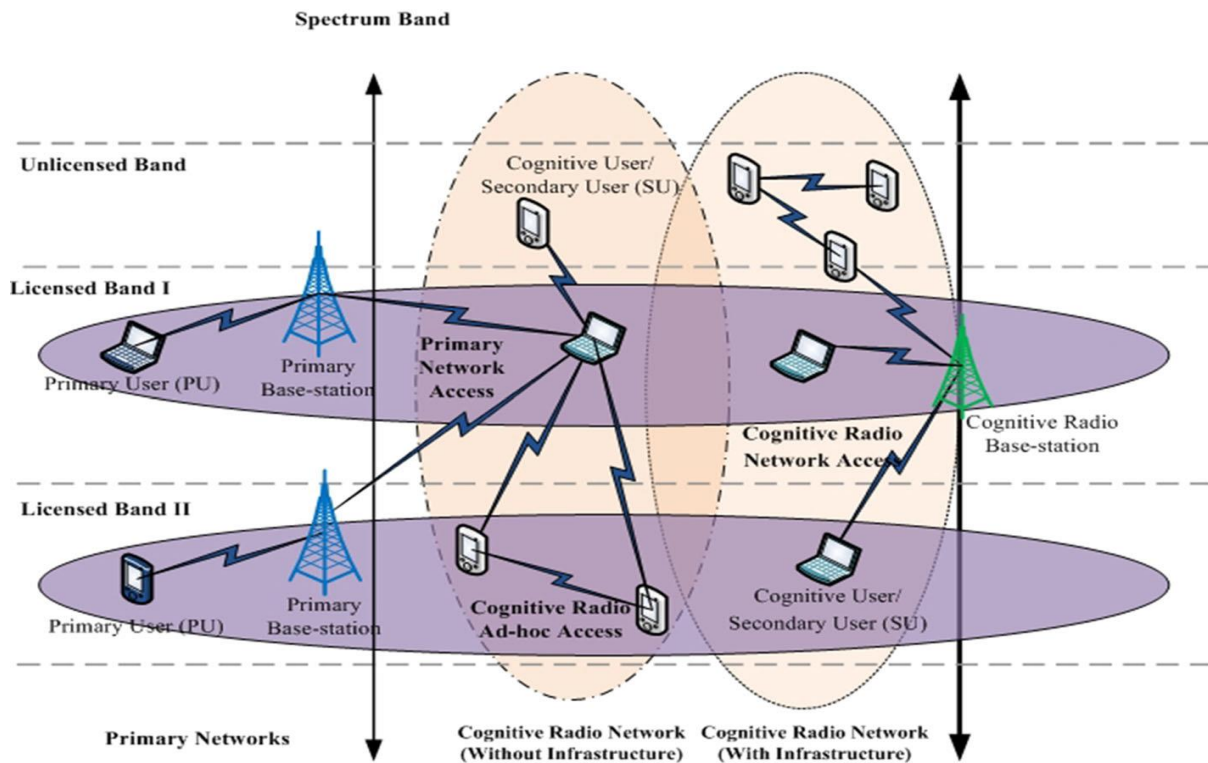 Spectrum Band
Unlicensed Band
Cognitive User/
Secondary User (SU)
Licensed Band I
Primary User (PU)
Primary
Base-station
Primary
Network
Access
Cognitive Radio
Network Access
Cognitive Radio
Base-station
Licensed Band II
Primary User (PU)
Primary
Base-station
Cognitive Radio
Ad-hoc Access
Cognitive User/
Secondary User (SU)
Primary Networks
Cognitive Radio Network
(Without Infrastructure)
Cognitive Radio Network
(With Infrastructure)